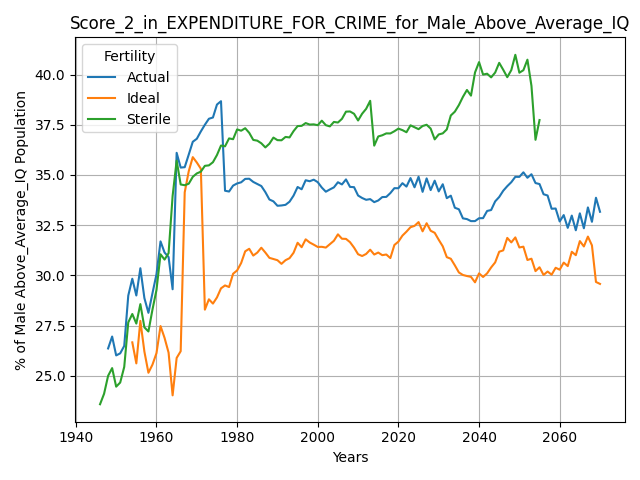 Score_2_in_EXPENDITURE_FOR_CRIME_for_Male_Above_Average_IQ
Fertility
Actual
Ideal
Sterile
% of Male Above_Average_IQ Population
40.0
37.5
35.0
32.5
30.0
27.5
25.0
1940
1960
1980
2000
2020
2040
2060
Years